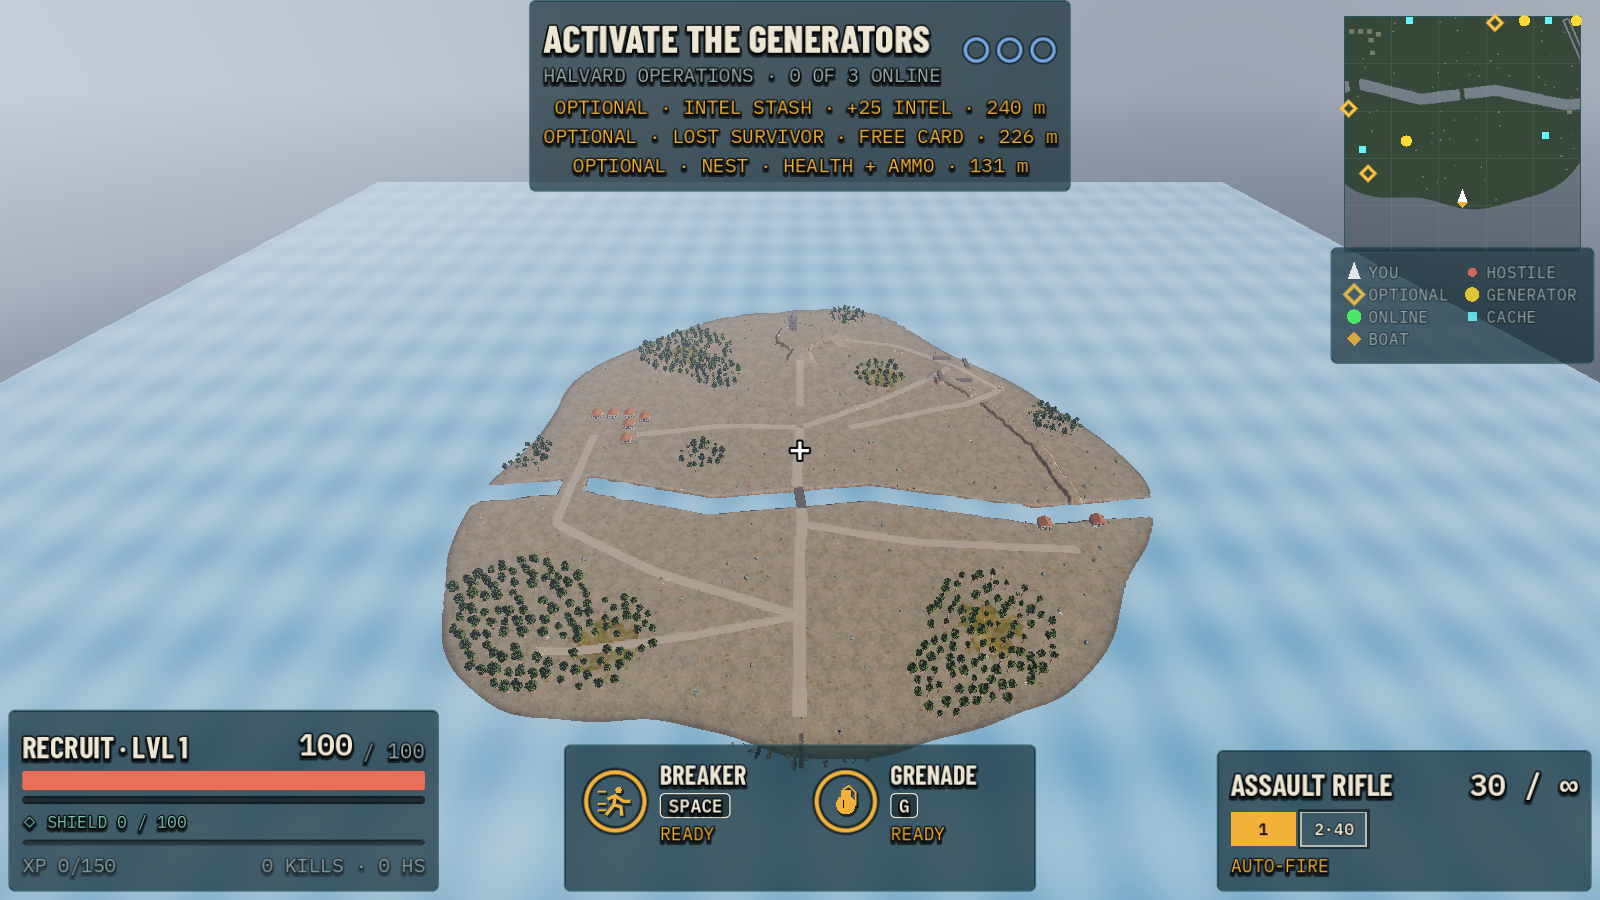 ACTIVATE THE GENERATORS
HALVARD OPERATIONS · 0 OF 3 ONLINE
OPTIONAL · INTEL STASH · +25 INTEL · 240 m
OPTIONAL · LOST SURVIVOR · FREE CARD · 226 m
OPTIONAL · NEST · HEALTH + AMMO · 131 m
YOU
HOSTILE
OPTIONAL
GENERATOR
ONLINE
CACHE
BOAT
RECRUIT · LVL 1
100 / 100
SHIELD 0 / 100
XP 0/150
0 KILLS · 0 HS
BREAKER
SPACE
READY
GRENADE
G
READY
ASSAULT RIFLE
30 / ∞
1
2·40
AUTO-FIRE